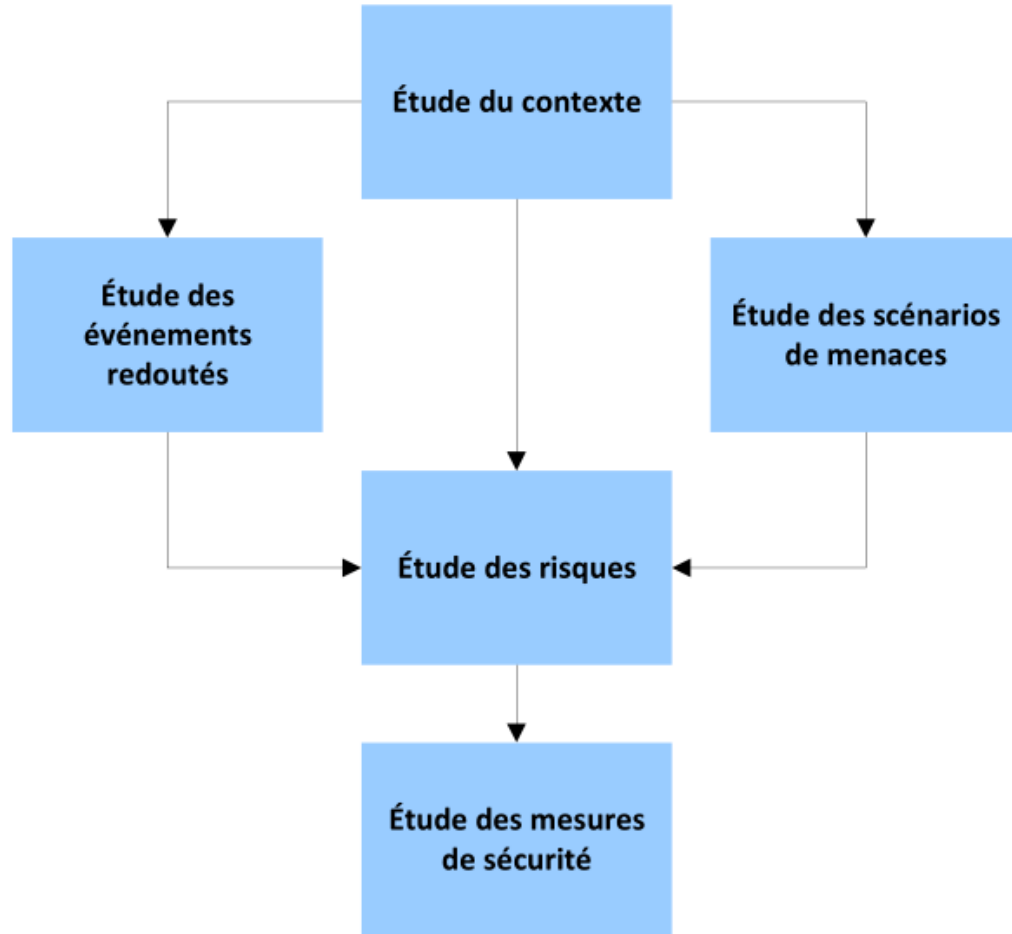 Étude du contexte
Étude des
événements
redoutés
Étude des scénarios
de menaces
Étude des risques
Étude des mesures
de sécurité